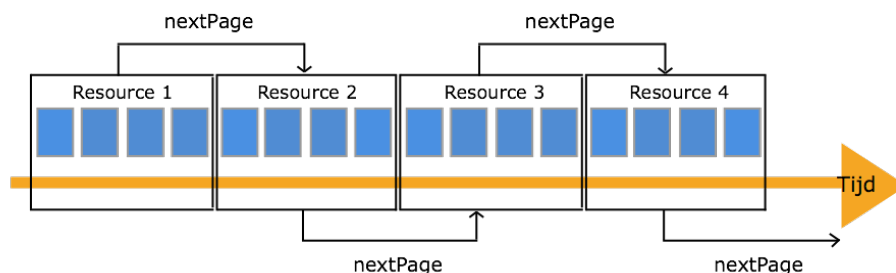 nextPage
nextPage
Resource 1
Resource 2
Resource 3
Resource 4
Tijd
nextPage
nextPage